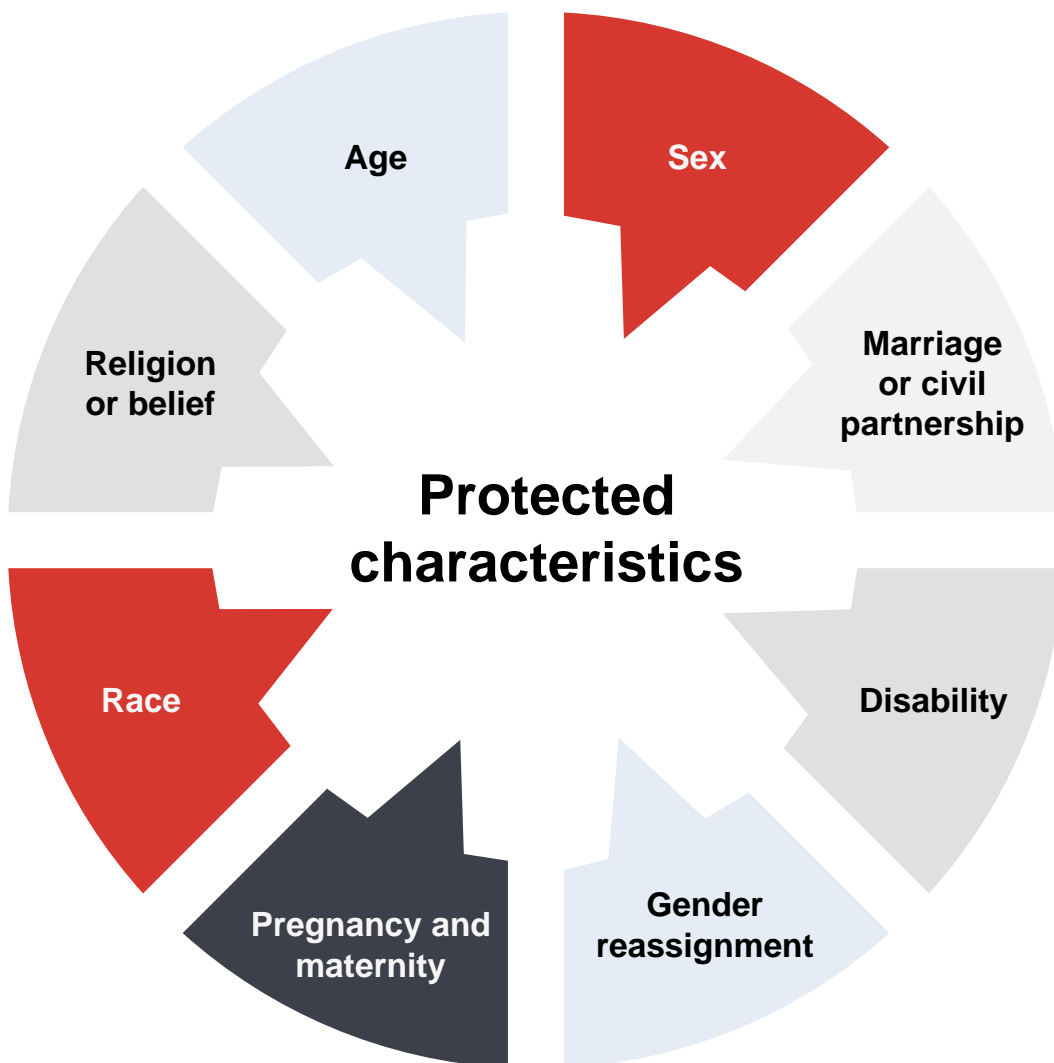 Age
Sex
Religion
or belief
Marriage
or civil
partnership
Protected
characteristics
Race
Disability
Pregnancy and
maternity
Gender
reassignment